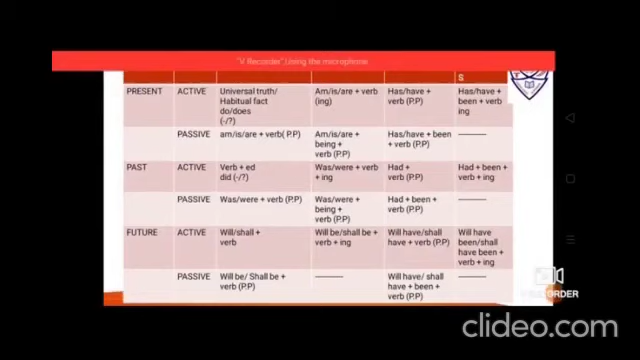 "V Recorder" Using the microphone
S
PRESENT ACTIVE Universal truth/ Am/is/are + verb Has/have + Has/have +
Habitual fact (ing) verb (P.P) been + verb
do/does ing
(-/?)
PASSIVE am/is/are + verb( P.P) Am/is/are + Has/have + been ———
being + + verb (P.P)
verb (P.P)
PAST ACTIVE Verb + ed Was/were + verb Had + Had + been +
did (-/?) + ing verb (P.P) verb + ing
PASSIVE Was/were + verb (P.P) Was/were + Had + been + ———
being + verb (P.P)
verb (P.P)
FUTURE ACTIVE Will/shall + Will be/shall be + Will have/shall Will have
verb verb + ing have + verb (P.P) been/shall
have been +
verb + ing
PASSIVE Will be/ Shall be + ——— Will have/ shall ———
verb (P.P) have + been +
verb (P.P)
clideo.com